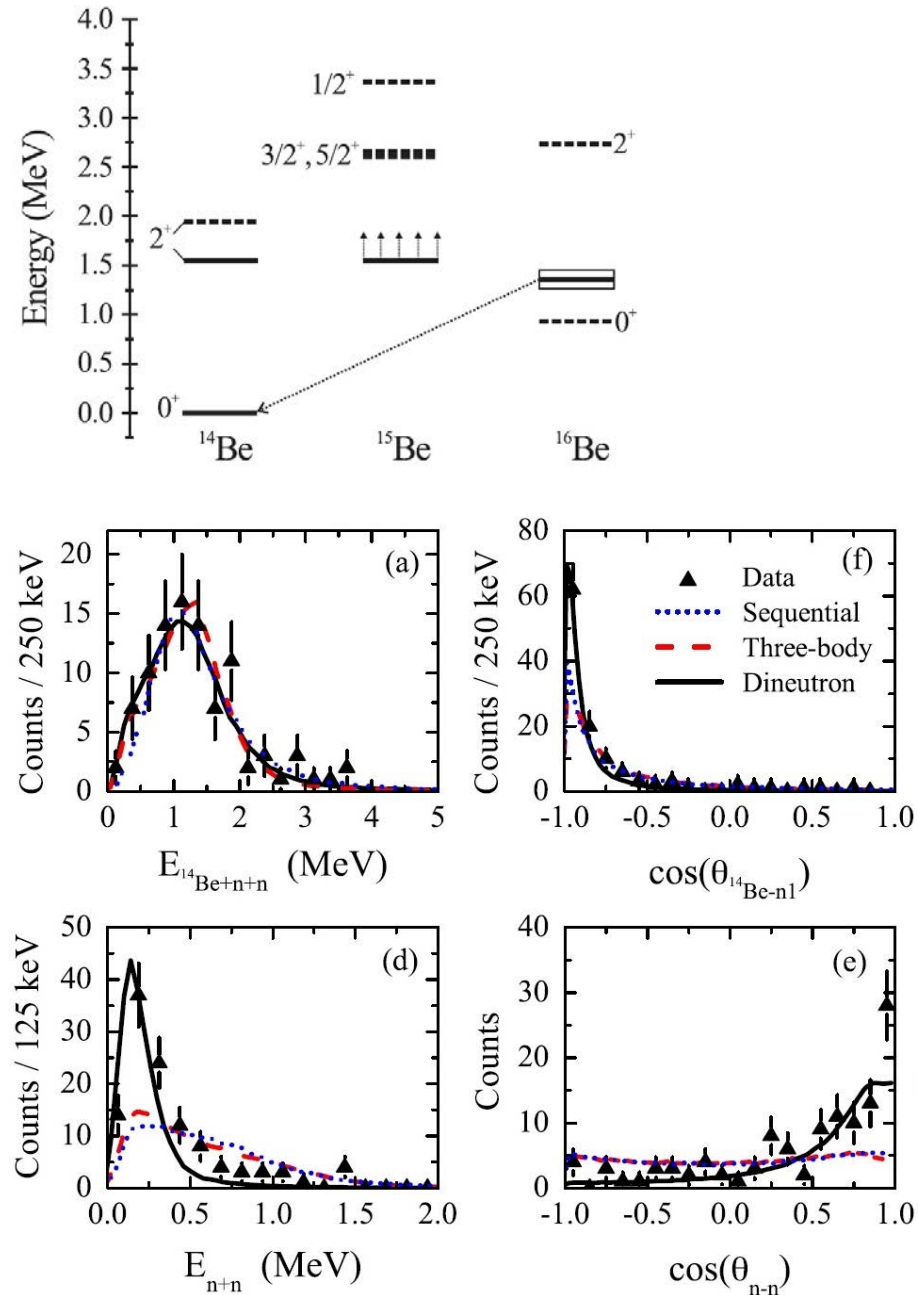 Energy (MeV)
4.0
3.5
3.0
2.5
2.0
1.5
1.0
0.5
0.0
1/2⁺
3/2⁺, 5/2⁺
2⁺
2⁺
0⁺
0⁺
¹⁴Be
¹⁵Be
¹⁶Be
(a)
Counts / 250 keV
20
15
10
5
0
0 1 2 3 4 5
E₁₄Be+n+n (MeV)
(f)
Counts / 250 keV
80
60
40
20
0
Data
Sequential
Three-body
Dineutron
-1.0 -0.5 0.0 0.5 1.0
cos(θ₁₄Be-n1)
(d)
Counts / 125 keV
50
40
30
20
10
0
0.0 0.5 1.0 1.5 2.0
Eₙ₊ₙ (MeV)
(e)
Counts
40
30
20
10
0
-1.0 -0.5 0.0 0.5 1.0
cos(θₙ₋ₙ)